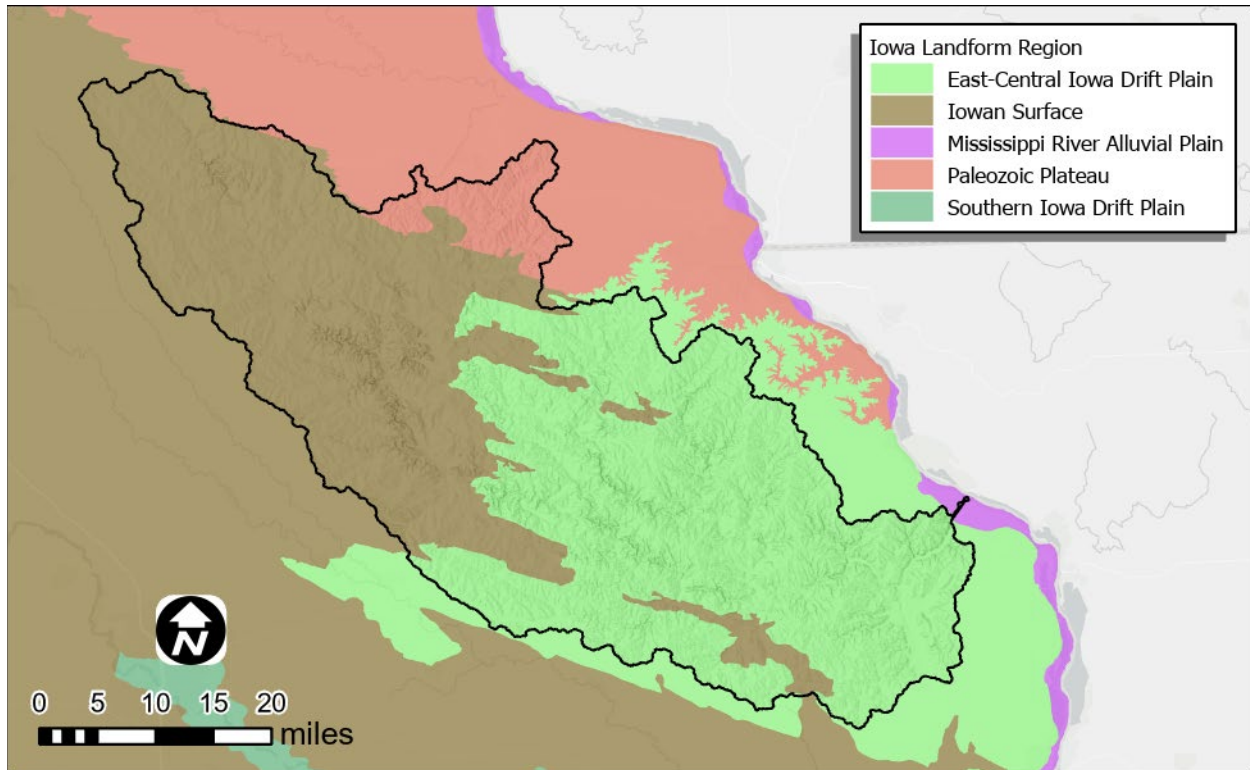 Iowa Landform Region
East-Central Iowa Drift Plain
Iowan Surface
Mississippi River Alluvial Plain
Paleozoic Plateau
Southern Iowa Drift Plain
N
0 5 10 15 20
miles